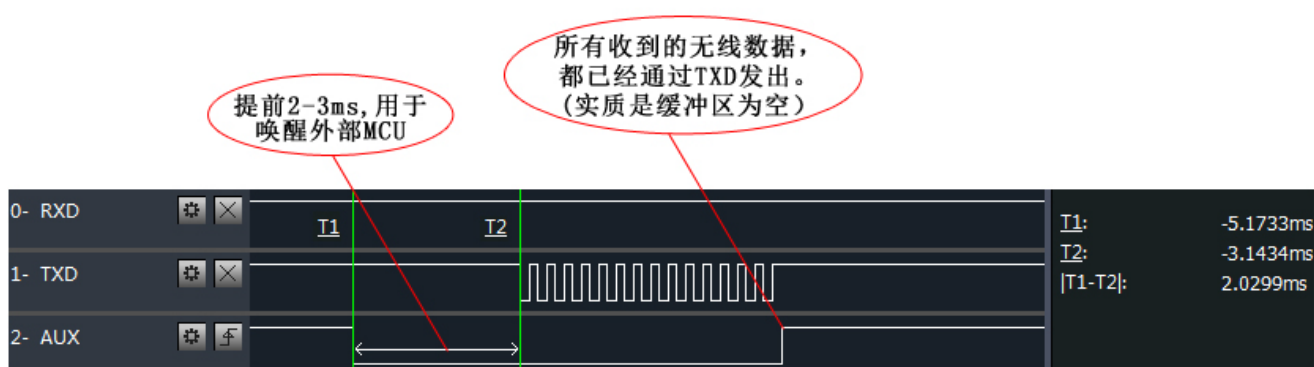 所有收到的无线数据，
都已经通过TXD发出。
(实质是缓冲区为空)
提前2-3ms,用于
唤醒外部MCU
0- RXD
T1
T2
1- TXD
2- AUX
T1: -5.1733ms
T2: -3.1434ms
|T1-T2|: 2.0299ms